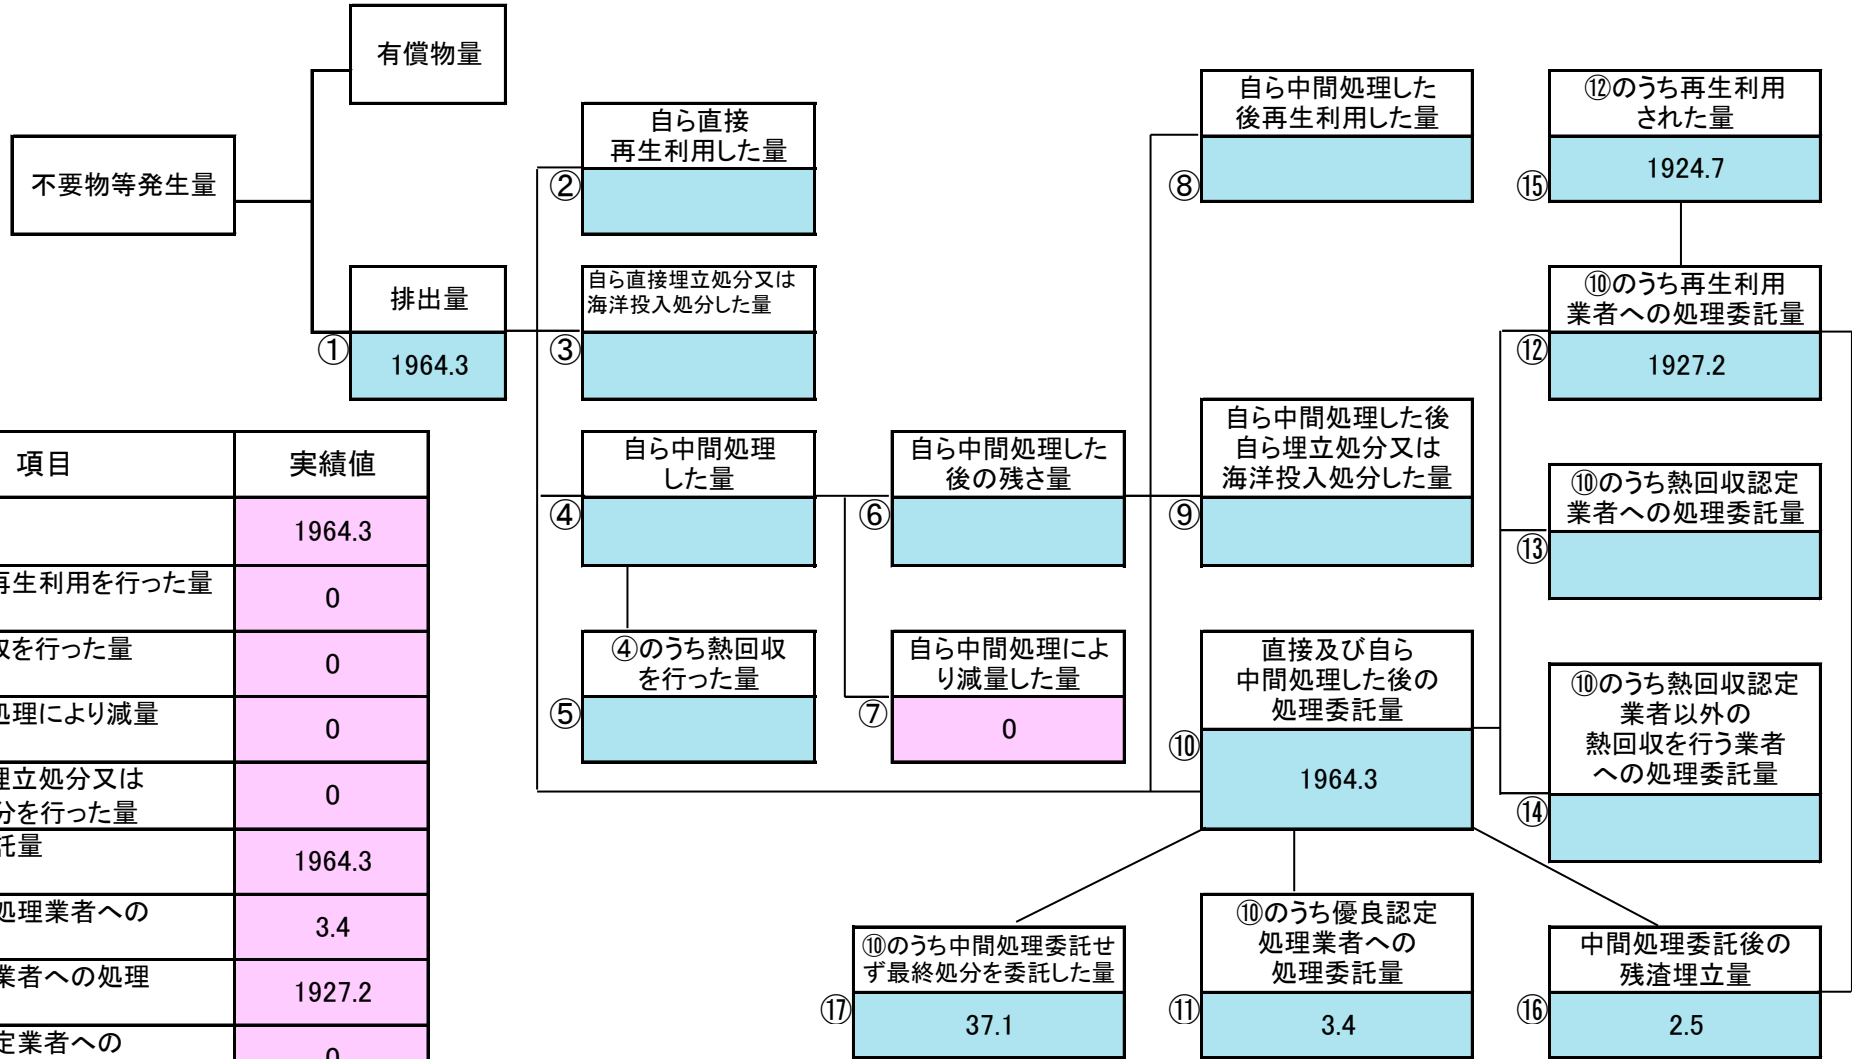 有償物量
不要物等発生量
排出量
①
1964.3
自ら直接
再生利用した量
②
自ら直接埋立処分又は
海洋投入処分した量
③
自ら中間処理
した量
④
④のうち熱回収
を行った量
⑤
自ら中間処理した
後の残さ量
⑥
自ら中間処理によ
り減量した量
⑦
0
自ら中間処理した
後再生利用した量
⑧
自ら中間処理した後
自ら埋立処分又は
海洋投入処分した量
⑨
直接及び自ら
中間処理した後の
処理委託量
⑩
1964.3
⑫のうち再生利用
された量
⑮
1924.7
⑩のうち再生利用
業者への処理委託量
⑫
1927.2
⑩のうち熱回収認定
業者への処理委託量
⑬
⑩のうち熱回収認定
業者以外の
熱回収を行う業者
への処理委託量
⑭
⑩のうち中間処理委託せ
ず最終処分を委託した量
⑰
37.1
⑩のうち優良認定
処理業者への
処理委託量
⑪
3.4
中間処理委託後の
残渣埋立量
⑯
2.5
項目 実績値
1964.3
再生利用を行った量 0
収を行った量 0
処理により減量 0
埋立処分又は
分を行った量 0
託量 1964.3
処理業者への 3.4
業者への処理 1927.2
定業者への 0